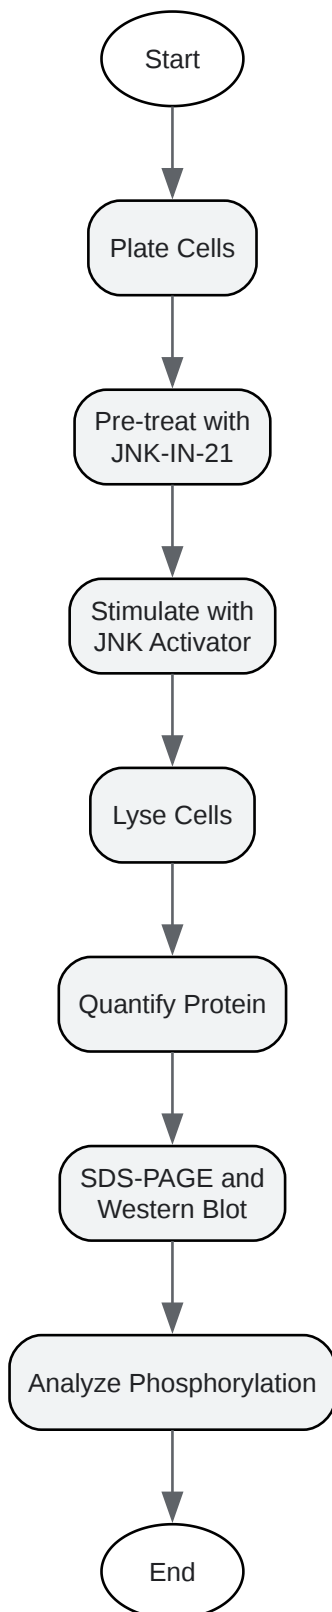 Start
Plate Cells
Pre-treat with
JNK-IN-21
Stimulate with
JNK Activator
Lyse Cells
Quantify Protein
SDS-PAGE and
Western Blot
Analyze Phosphorylation
End